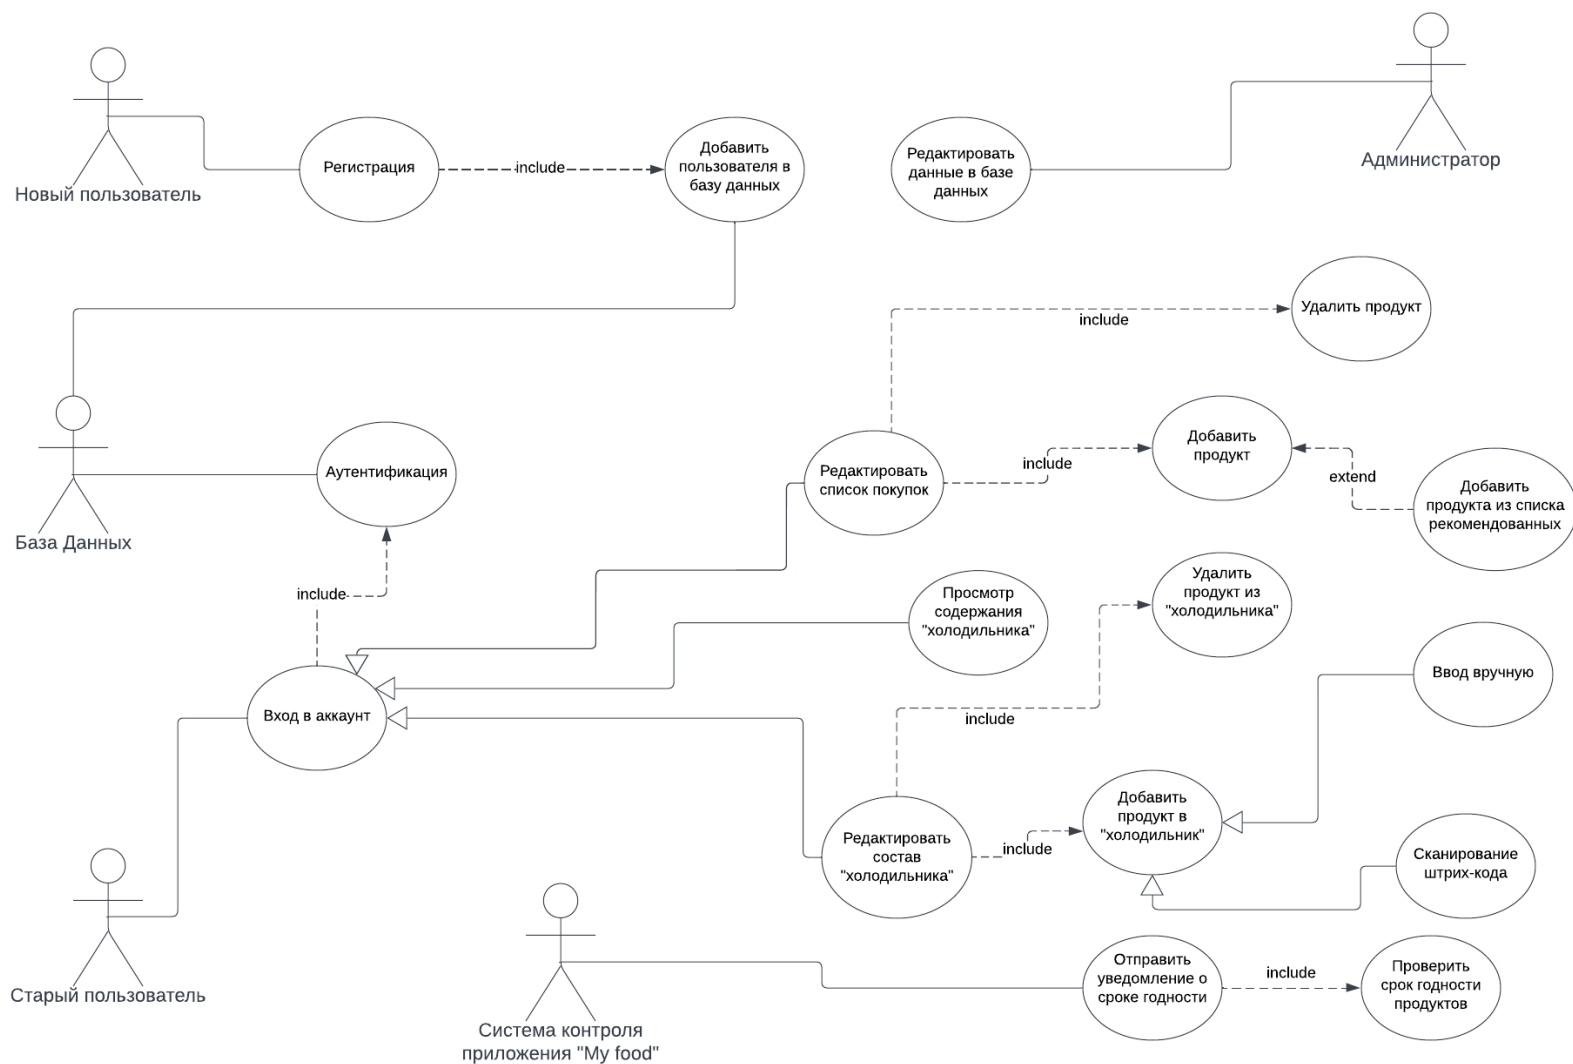 Новый пользователь
Регистрация
include
Добавить
пользователя в
базу данных
Редактировать
данные в базе
данных
Администратор
Удалить продукт
include
База Данных
Аутентификация
Редактировать
список покупок
include
Добавить
продукт
extend
Добавить
продукта из списка
рекомендованных
include
Просмотр
содержания
"холодильника"
Удалить
продукт из
"холодильника"
Ввод вручную
Вход в аккаунт
include
Добавить
продукт в
"холодильник"
Редактировать
состав
"холодильника"
include
Сканирование
штрих-кода
Старый пользователь
Система контроля
приложения "My food"
Отправить
уведомление о
сроке годности
include
Проверить
срок годности
продуктов